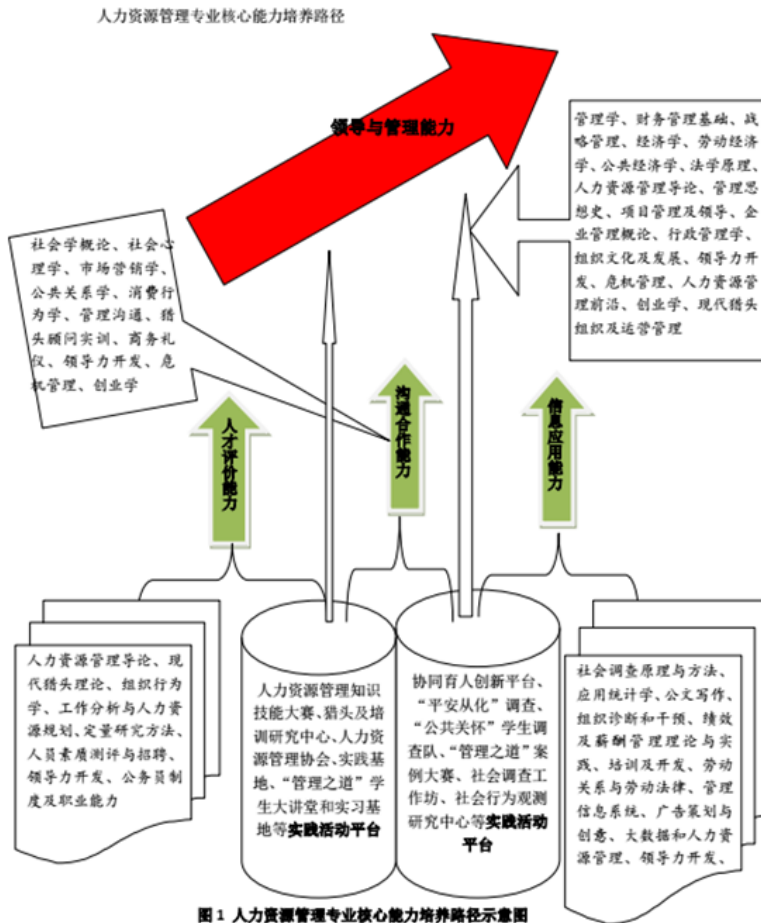 人力资源管理专业核心能力培养路径
领导与管理能力
管理学、财务管理基础、战
略管理、经济学、劳动经济
学、公共经济学、法学原理、
人力资源管理导论、管理思
想史、项目管理及领导、企
业管理概论、行政管理学、
组织文化及发展、领导力开
发、危机管理、人力资源管
理前沿、创业学、现代猎头
组织及运营管理
社会学概论、社会心
理学、市场营销学、
公共关系学、消费行
为学、管理沟通、猎
头顾问实训、商务礼
仪、领导力开发、危
机管理、创业学
人才评价能力
沟通合作能力
信息应用能力
人力资源管理导论、现
代猎头理论、组织行为
学、工作分析与人力资
源规划、定量研究方法、
人员素质测评与招聘、
领导力开发、公务员制
度及职业能力
人力资源管理知识
技能大赛、猎头及培
训研究中心、人力资
源管理协会、实践基
地、“管理之道”学
生大讲堂和实习基
地等实践活动平台
协同育人创新平台、
“平安从化”调查、
“公共关怀”学生调
查队、“管理之道”案
例大赛、社会调查工
作坊、社会行为观测
研究中心等实践活动
平台
社会调查原理与方法、
应用统计学、公文写作、
组织诊断和干预、绩效
及薪酬管理理论与实
践、培训及开发、劳动
关系与劳动法律、管理
信息系统、广告策划与
创意、大数据和人力资
源管理、领导力开发、
图 1 人力资源管理专业核心能力培养路径示意图